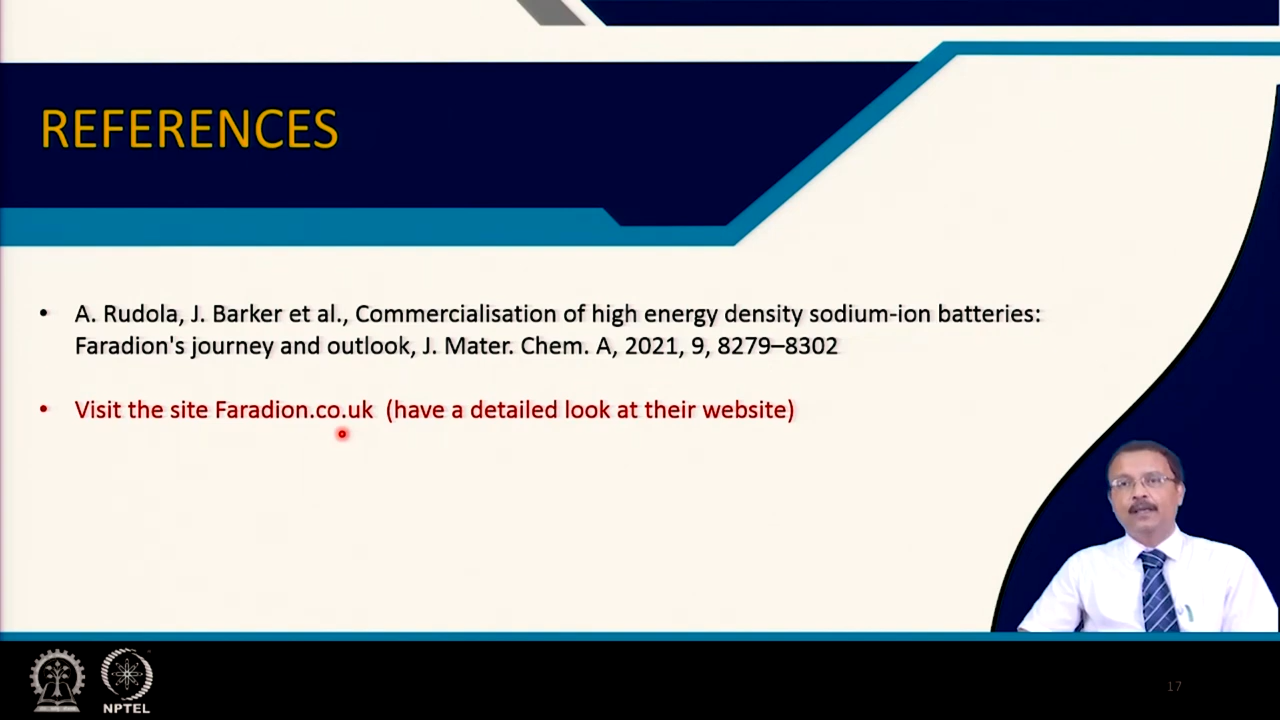 REFERENCES
• A. Rudola, J. Barker et al., Commercialisation of high energy density sodium-ion batteries:
Faradion's journey and outlook, J. Mater. Chem. A, 2021, 9, 8279–8302
• Visit the site Faradion.co.uk (have a detailed look at their website)
NPTEL
17